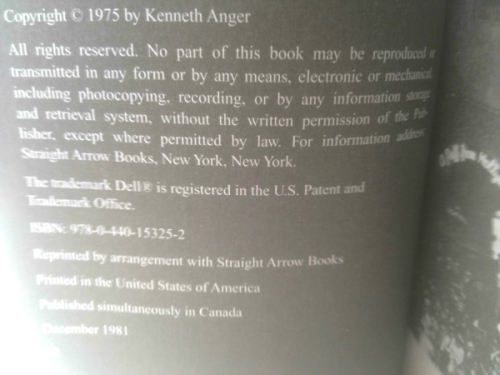 Copyright © 1975 by Kenneth Anger
All rights reserved. No part of this book may be reproduced or
transmitted in any form or by any means, electronic or mechanical
including photocopying, recording, or by any information storage
and retrieval system, without the written permission of the Pub-
lisher, except where permitted by law. For information address:
Straight Arrow Books, New York, New York.
The trademark Dell® is registered in the U.S. Patent and
Trademark Office.
ISBN: 978-0-440-15325-2
Reprinted by arrangement with Straight Arrow Books
Printed in the United States of America
Published simultaneously in Canada
December 1981